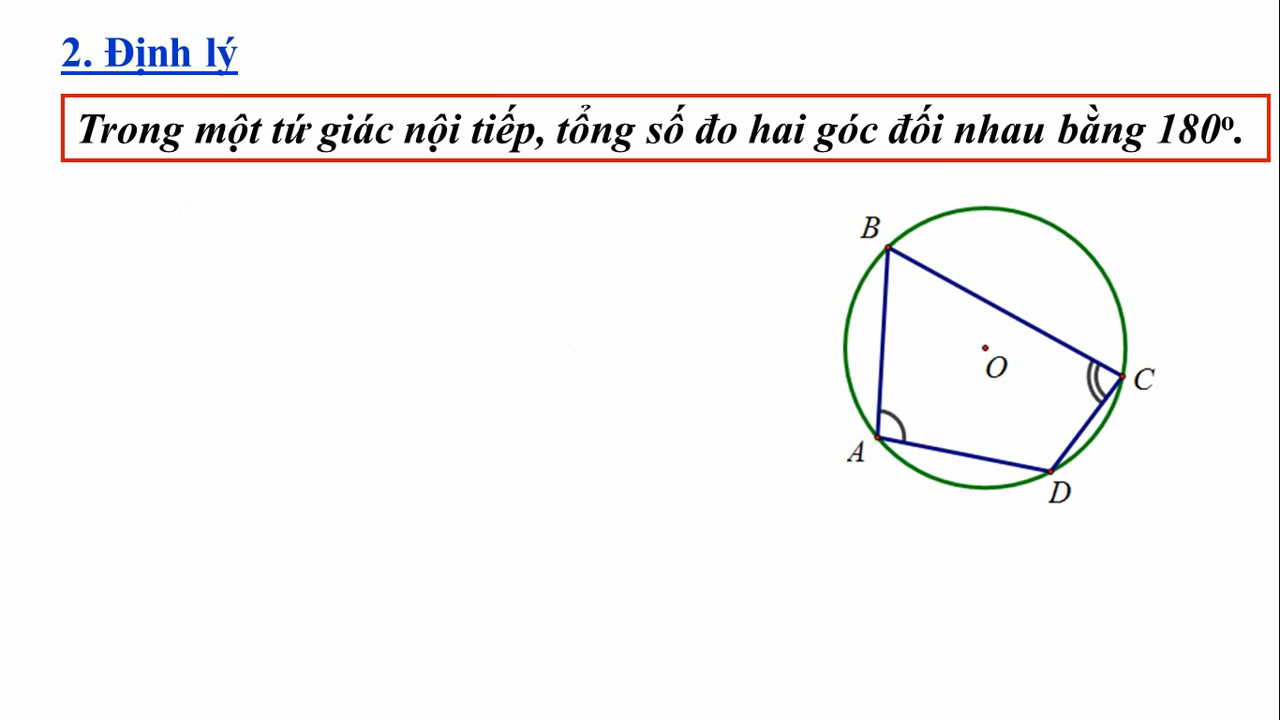 2. Định lý
Trong một tứ giác nội tiếp, tổng số đo hai góc đối nhau bằng 180º.
B
O
C
A
D